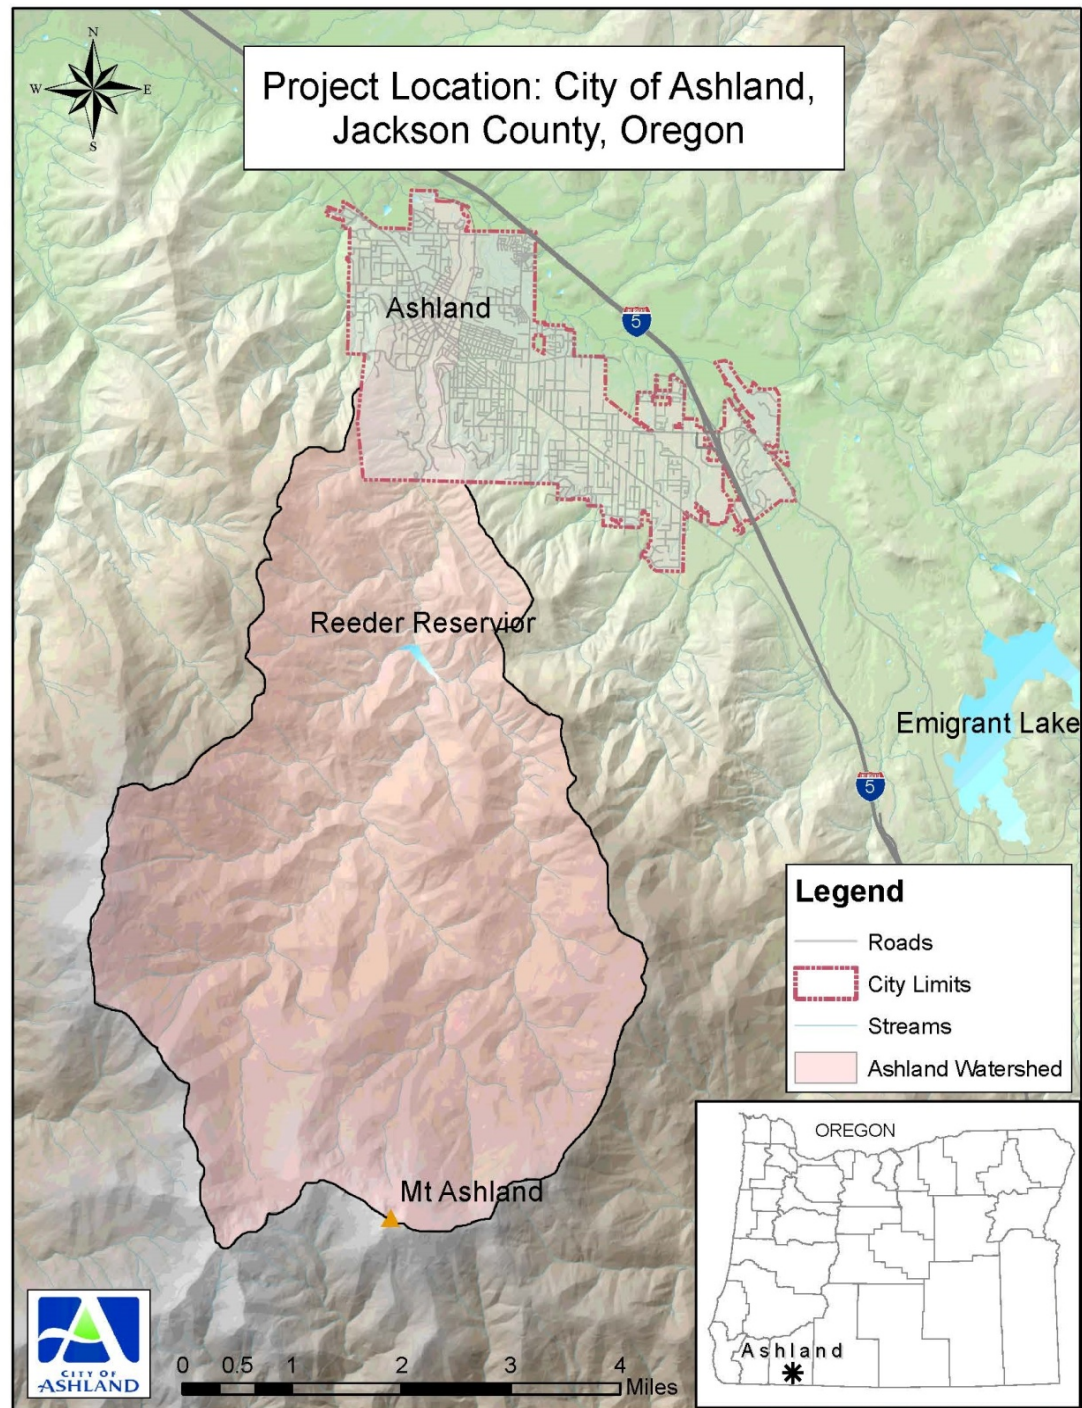 N
W
E
S
Project Location: City of Ashland,
Jackson County, Oregon
Ashland
5
Reeder Reservior
Emigrant Lake
5
Legend
Roads
City Limits
Streams
Ashland Watershed
Mt Ashland
OREGON
Ashland
CITY OF
ASHLAND
0 0.5 1 2 3 4
Miles